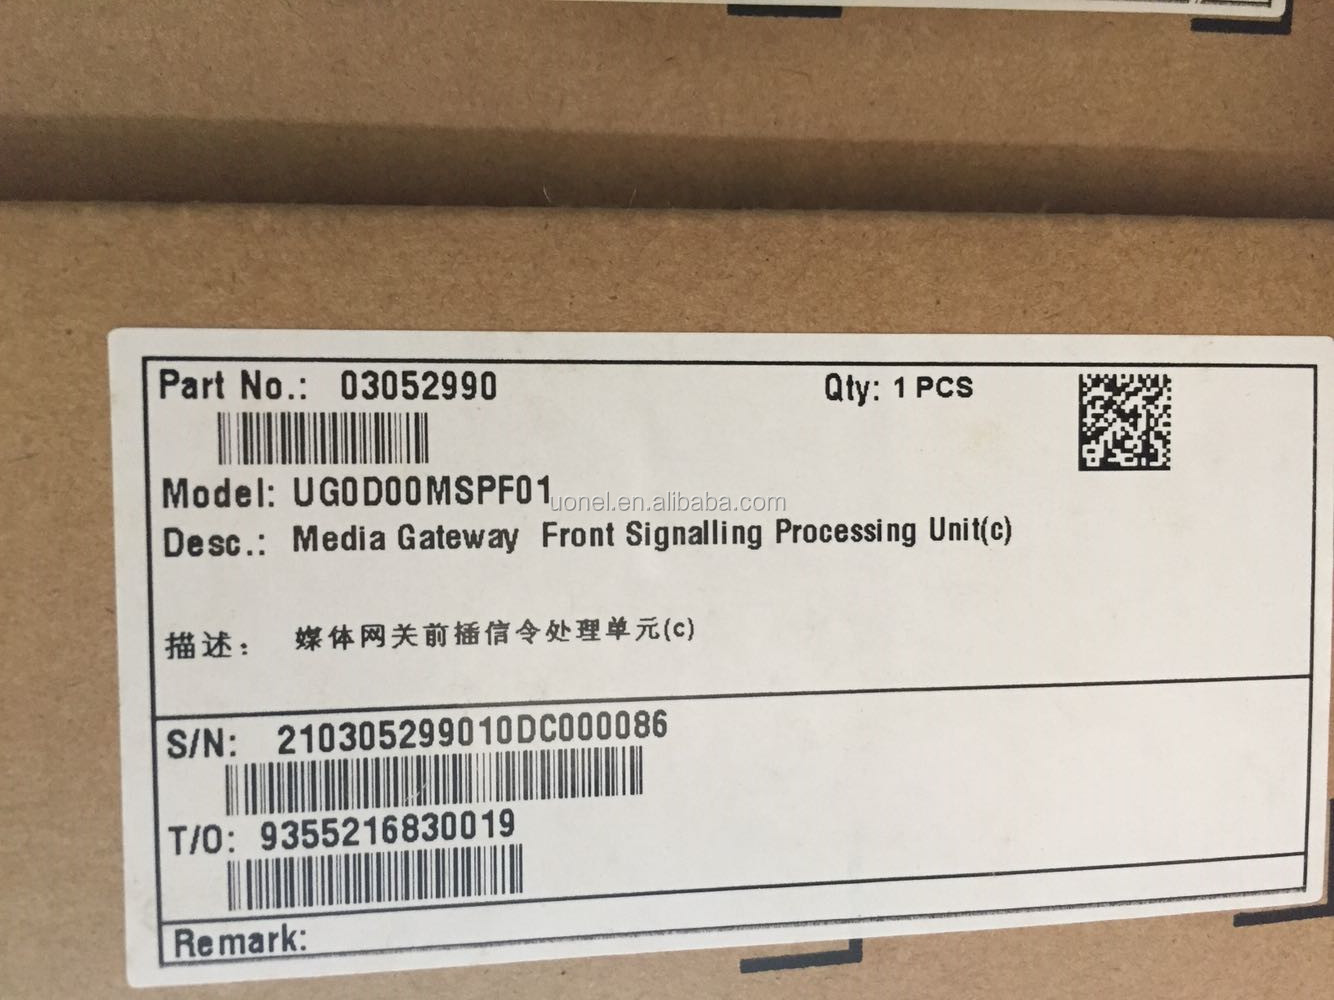 Part No.: 03052990
Qty: 1 PCS
Model: UG0D00MSPF01
uonel.en.alibaba.com
Desc.: Media Gateway Front Signalling Processing Unit(c)
描述: 媒体网关前插信令处理单元(c)
S/N: 210305299010DC000086
T/O: 9355216830019
Remark: